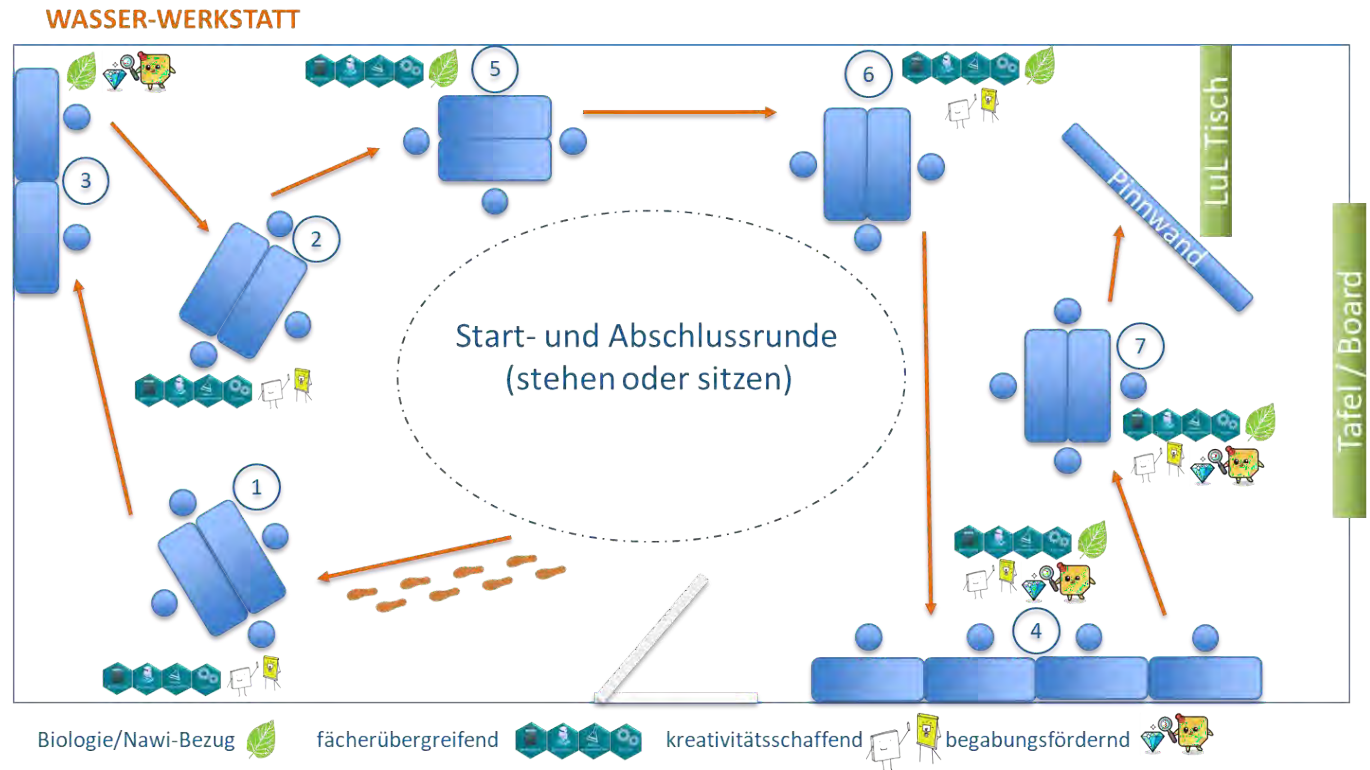 WASSER-WERKSTATT
5
6
3
2
LuL Tisch
Pinnwand
Tafel / Board
Start- und Abschlussrunde
(stehen oder sitzen)
7
1
4
Biologie/Nawi-Bezug
fächerübergreifend
kreativitätsschaffend
begabungsfördernd